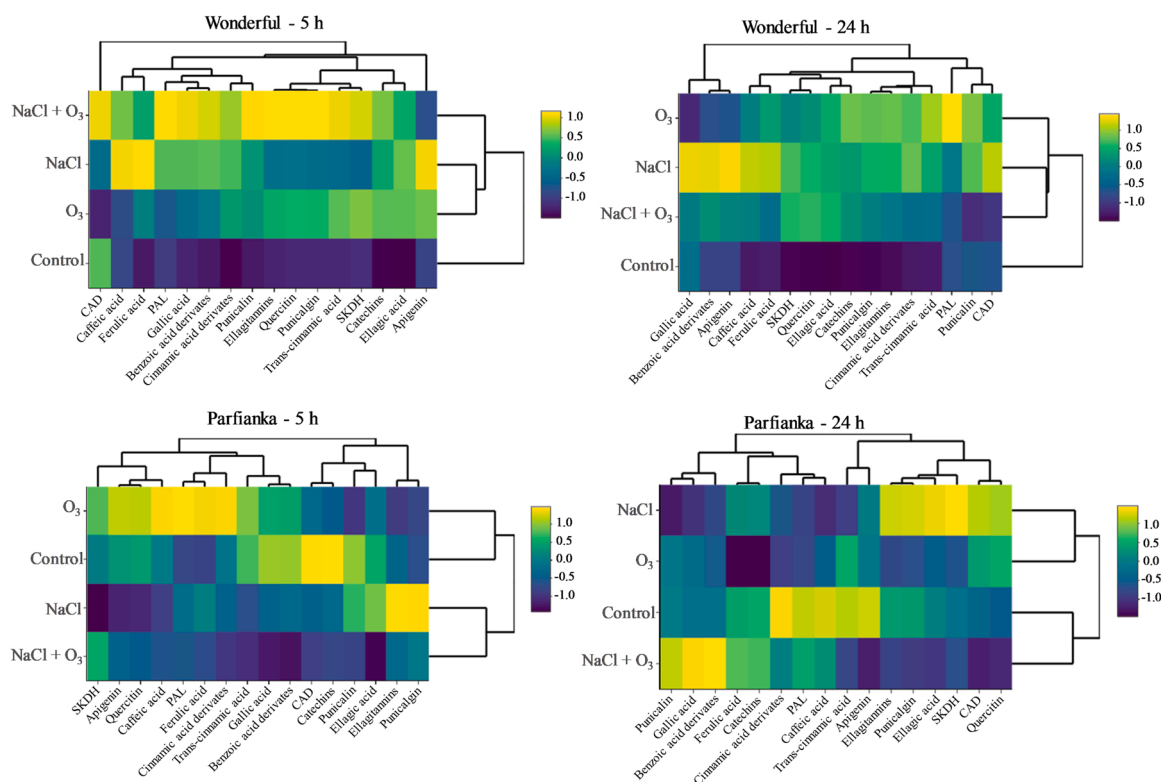 Wonderful - 5 h
NaCl + O3
NaCl
O3
Control
1.0
0.5
0.0
-0.5
-1.0
CAD
Caffeic acid
Ferulic acid
PAL
Gallic acid
Benzoic acid derivates
Cinnamic acid derivates
Punicalin
Ellagitannins
Quercitin
Punicalgin
Trans-cinnamic acid
SKDH
Catechins
Ellagic acid
Apigenin
Wonderful - 24 h
O3
NaCl
NaCl + O3
Control
1.0
0.5
0.0
-0.5
-1.0
Gallic acid
Benzoic acid derivates
Apigenin
Caffeic acid
Ferulic acid
SKDH
Quercitin
Ellagic acid
Catechins
Punicalgin
Ellagitannins
Cinnamic acid derivates
Trans-cinnamic acid
PAL
Punicalin
CAD
Parfianka - 5 h
O3
Control
NaCl
NaCl + O3
1.0
0.5
0.0
-0.5
-1.0
SKDH
Apigenin
Quercitin
Caffeic acid
PAL
Ferulic acid
Cinnamic acid derivates
Trans-cinnamic acid
Gallic acid
Benzoic acid derivates
CAD
Catechins
Punicalin
Ellagic acid
Ellagitannins
Punicalgin
Parfianka - 24 h
NaCl
O3
Control
NaCl + O3
1.0
0.5
0.0
-0.5
-1.0
Punicalin
Gallic acid
Benzoic acid derivates
Ferulic acid
Catechins
Cinnamic acid derivates
PAL
Caffeic acid
Trans-cinnamic acid
Apigenin
Ellagitannins
Punicalgin
Ellagic acid
SKDH
CAD
Quercitin